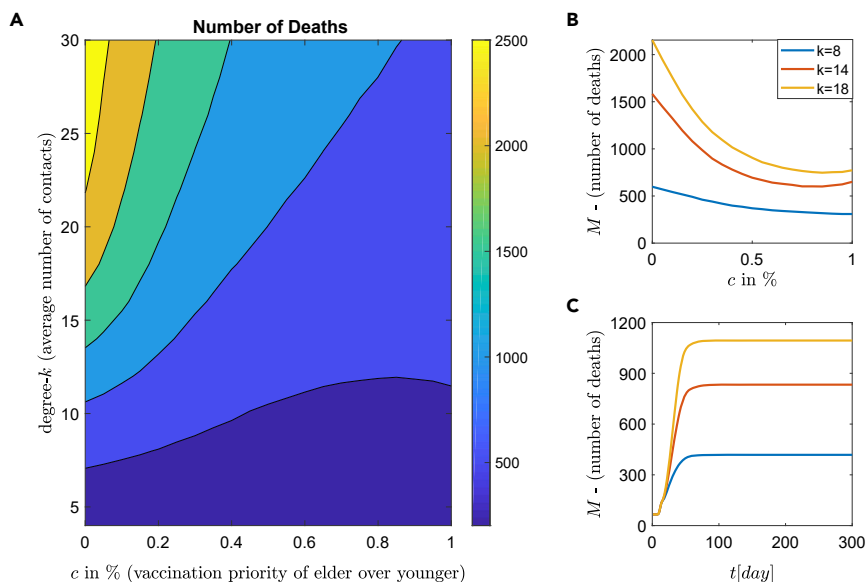 A
Number of Deaths
30
25
20
15
10
5
degree-k (average number of contacts)
0
0.2
0.4
0.6
0.8
1
c in % (vaccination priority of elder over younger)
2500
2000
1500
1000
500
B
2000
1500
1000
500
0
M - (number of deaths)
k=8
k=14
k=18
0
0.5
1
c in %
C
1200
900
600
300
0
M - (number of deaths)
0
100
200
300
t[day]